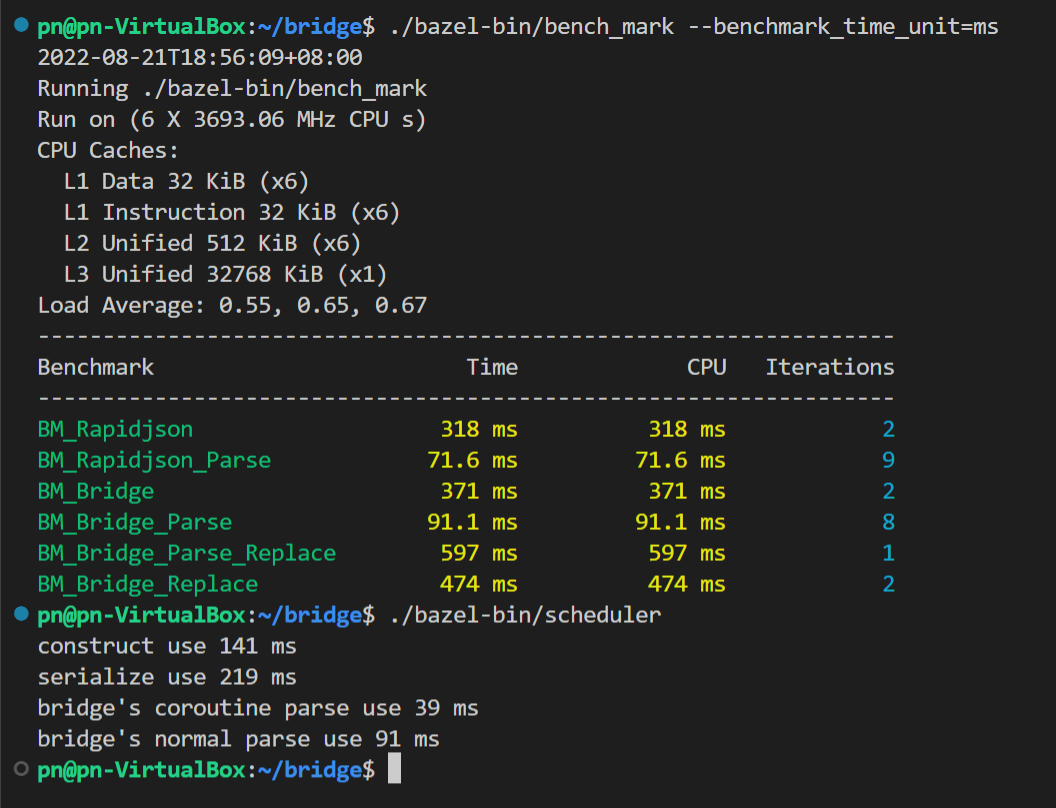 pn@pn-VirtualBox:~/bridge$ ./bazel-bin/bench_mark --benchmark_time_unit=ms
2022-08-21T18:56:09+08:00
Running ./bazel-bin/bench_mark
Run on (6 X 3693.06 MHz CPU s)
CPU Caches:
  L1 Data 32 KiB (x6)
  L1 Instruction 32 KiB (x6)
  L2 Unified 512 KiB (x6)
  L3 Unified 32768 KiB (x1)
Load Average: 0.55, 0.65, 0.67
------------------------------------------------------------------
Benchmark                        Time             CPU   Iterations
------------------------------------------------------------------
BM_Rapidjson                   318 ms          318 ms            2
BM_Rapidjson_Parse            71.6 ms         71.6 ms            9
BM_Bridge                      371 ms          371 ms            2
BM_Bridge_Parse               91.1 ms         91.1 ms            8
BM_Bridge_Parse_Replace        597 ms          597 ms            1
BM_Bridge_Replace              474 ms          474 ms            2
pn@pn-VirtualBox:~/bridge$ ./bazel-bin/scheduler
construct use 141 ms
serialize use 219 ms
bridge's coroutine parse use 39 ms
bridge's normal parse use 91 ms
pn@pn-VirtualBox:~/bridge$